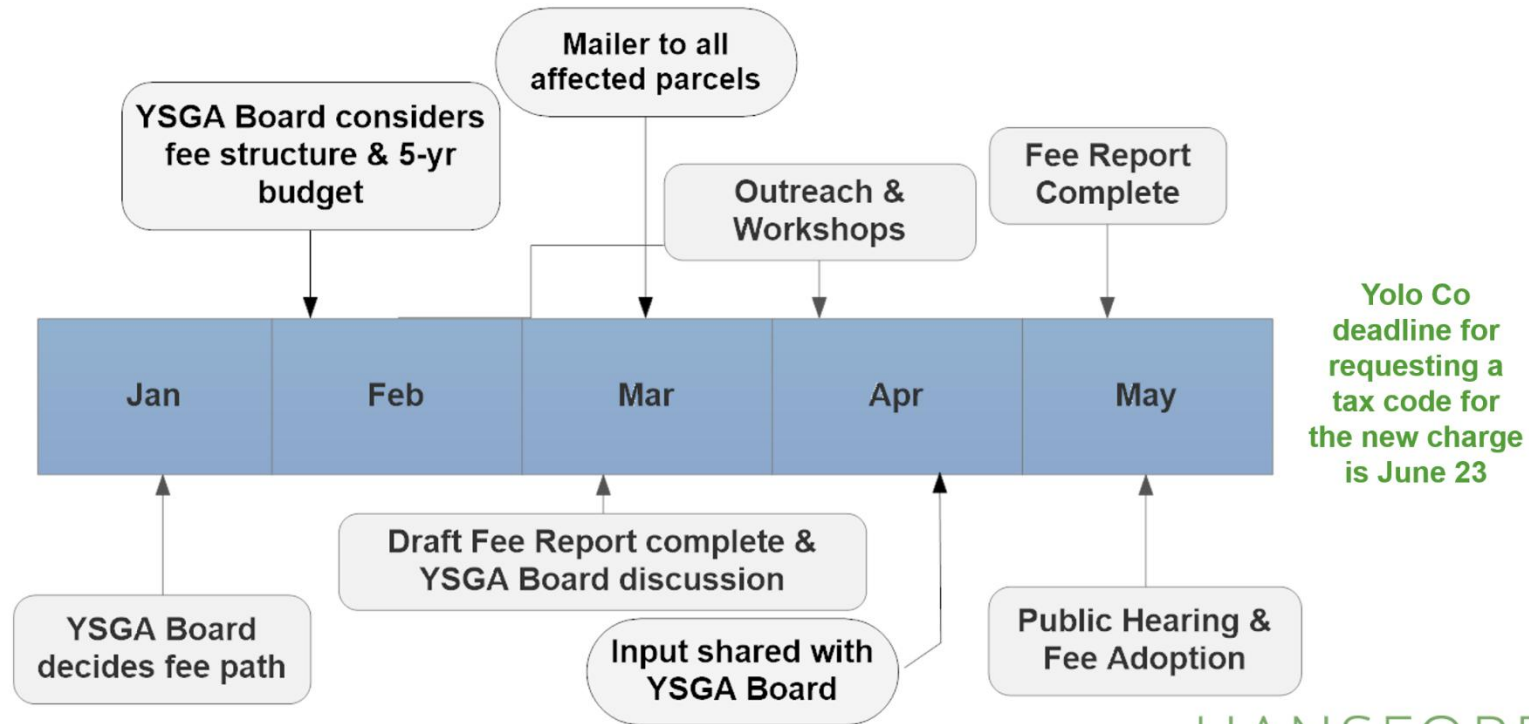 Mailer to all
affected parcels
YSGA Board considers
fee structure & 5-yr
budget
Outreach &
Workshops
Fee Report
Complete
Jan
Feb
Mar
Apr
May
Yolo Co
deadline for
requesting a
tax code for
the new charge
is June 23
YSGA Board
decides fee path
Draft Fee Report complete &
YSGA Board discussion
Input shared with
YSGA Board
Public Hearing &
Fee Adoption